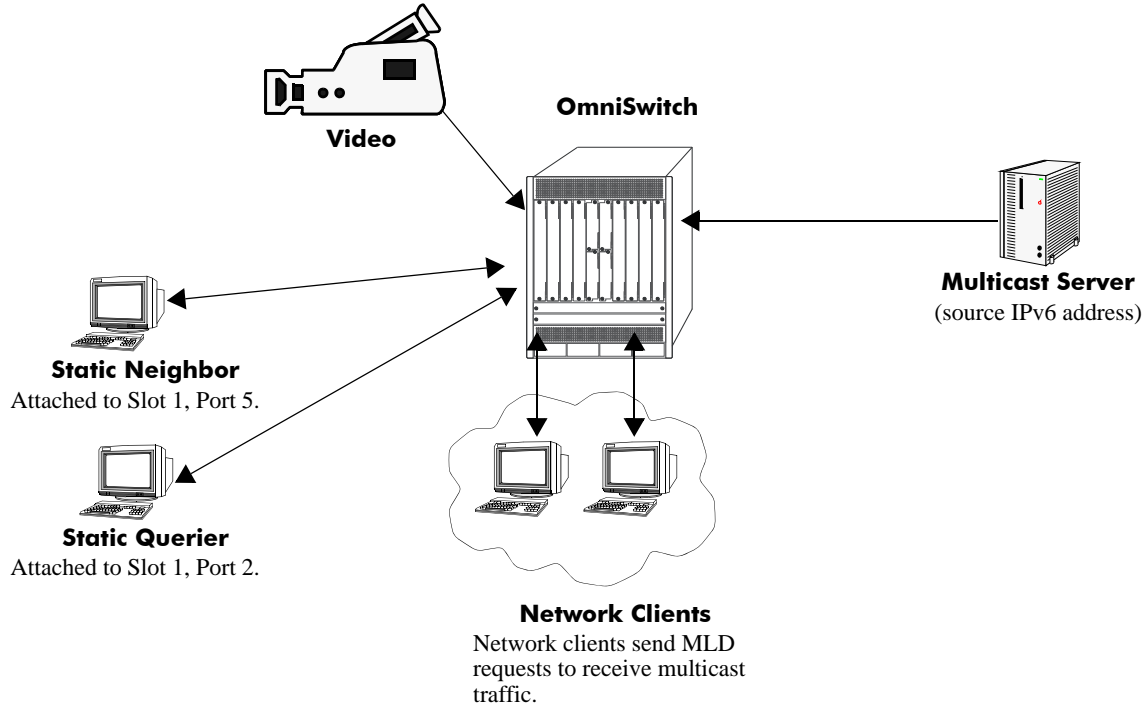 Video
OmniSwitch
Multicast Server
(source IPv6 address)
Static Neighbor
Attached to Slot 1, Port 5.
Static Querier
Attached to Slot 1, Port 2.
Network Clients
Network clients send MLD
requests to receive multicast
traffic.